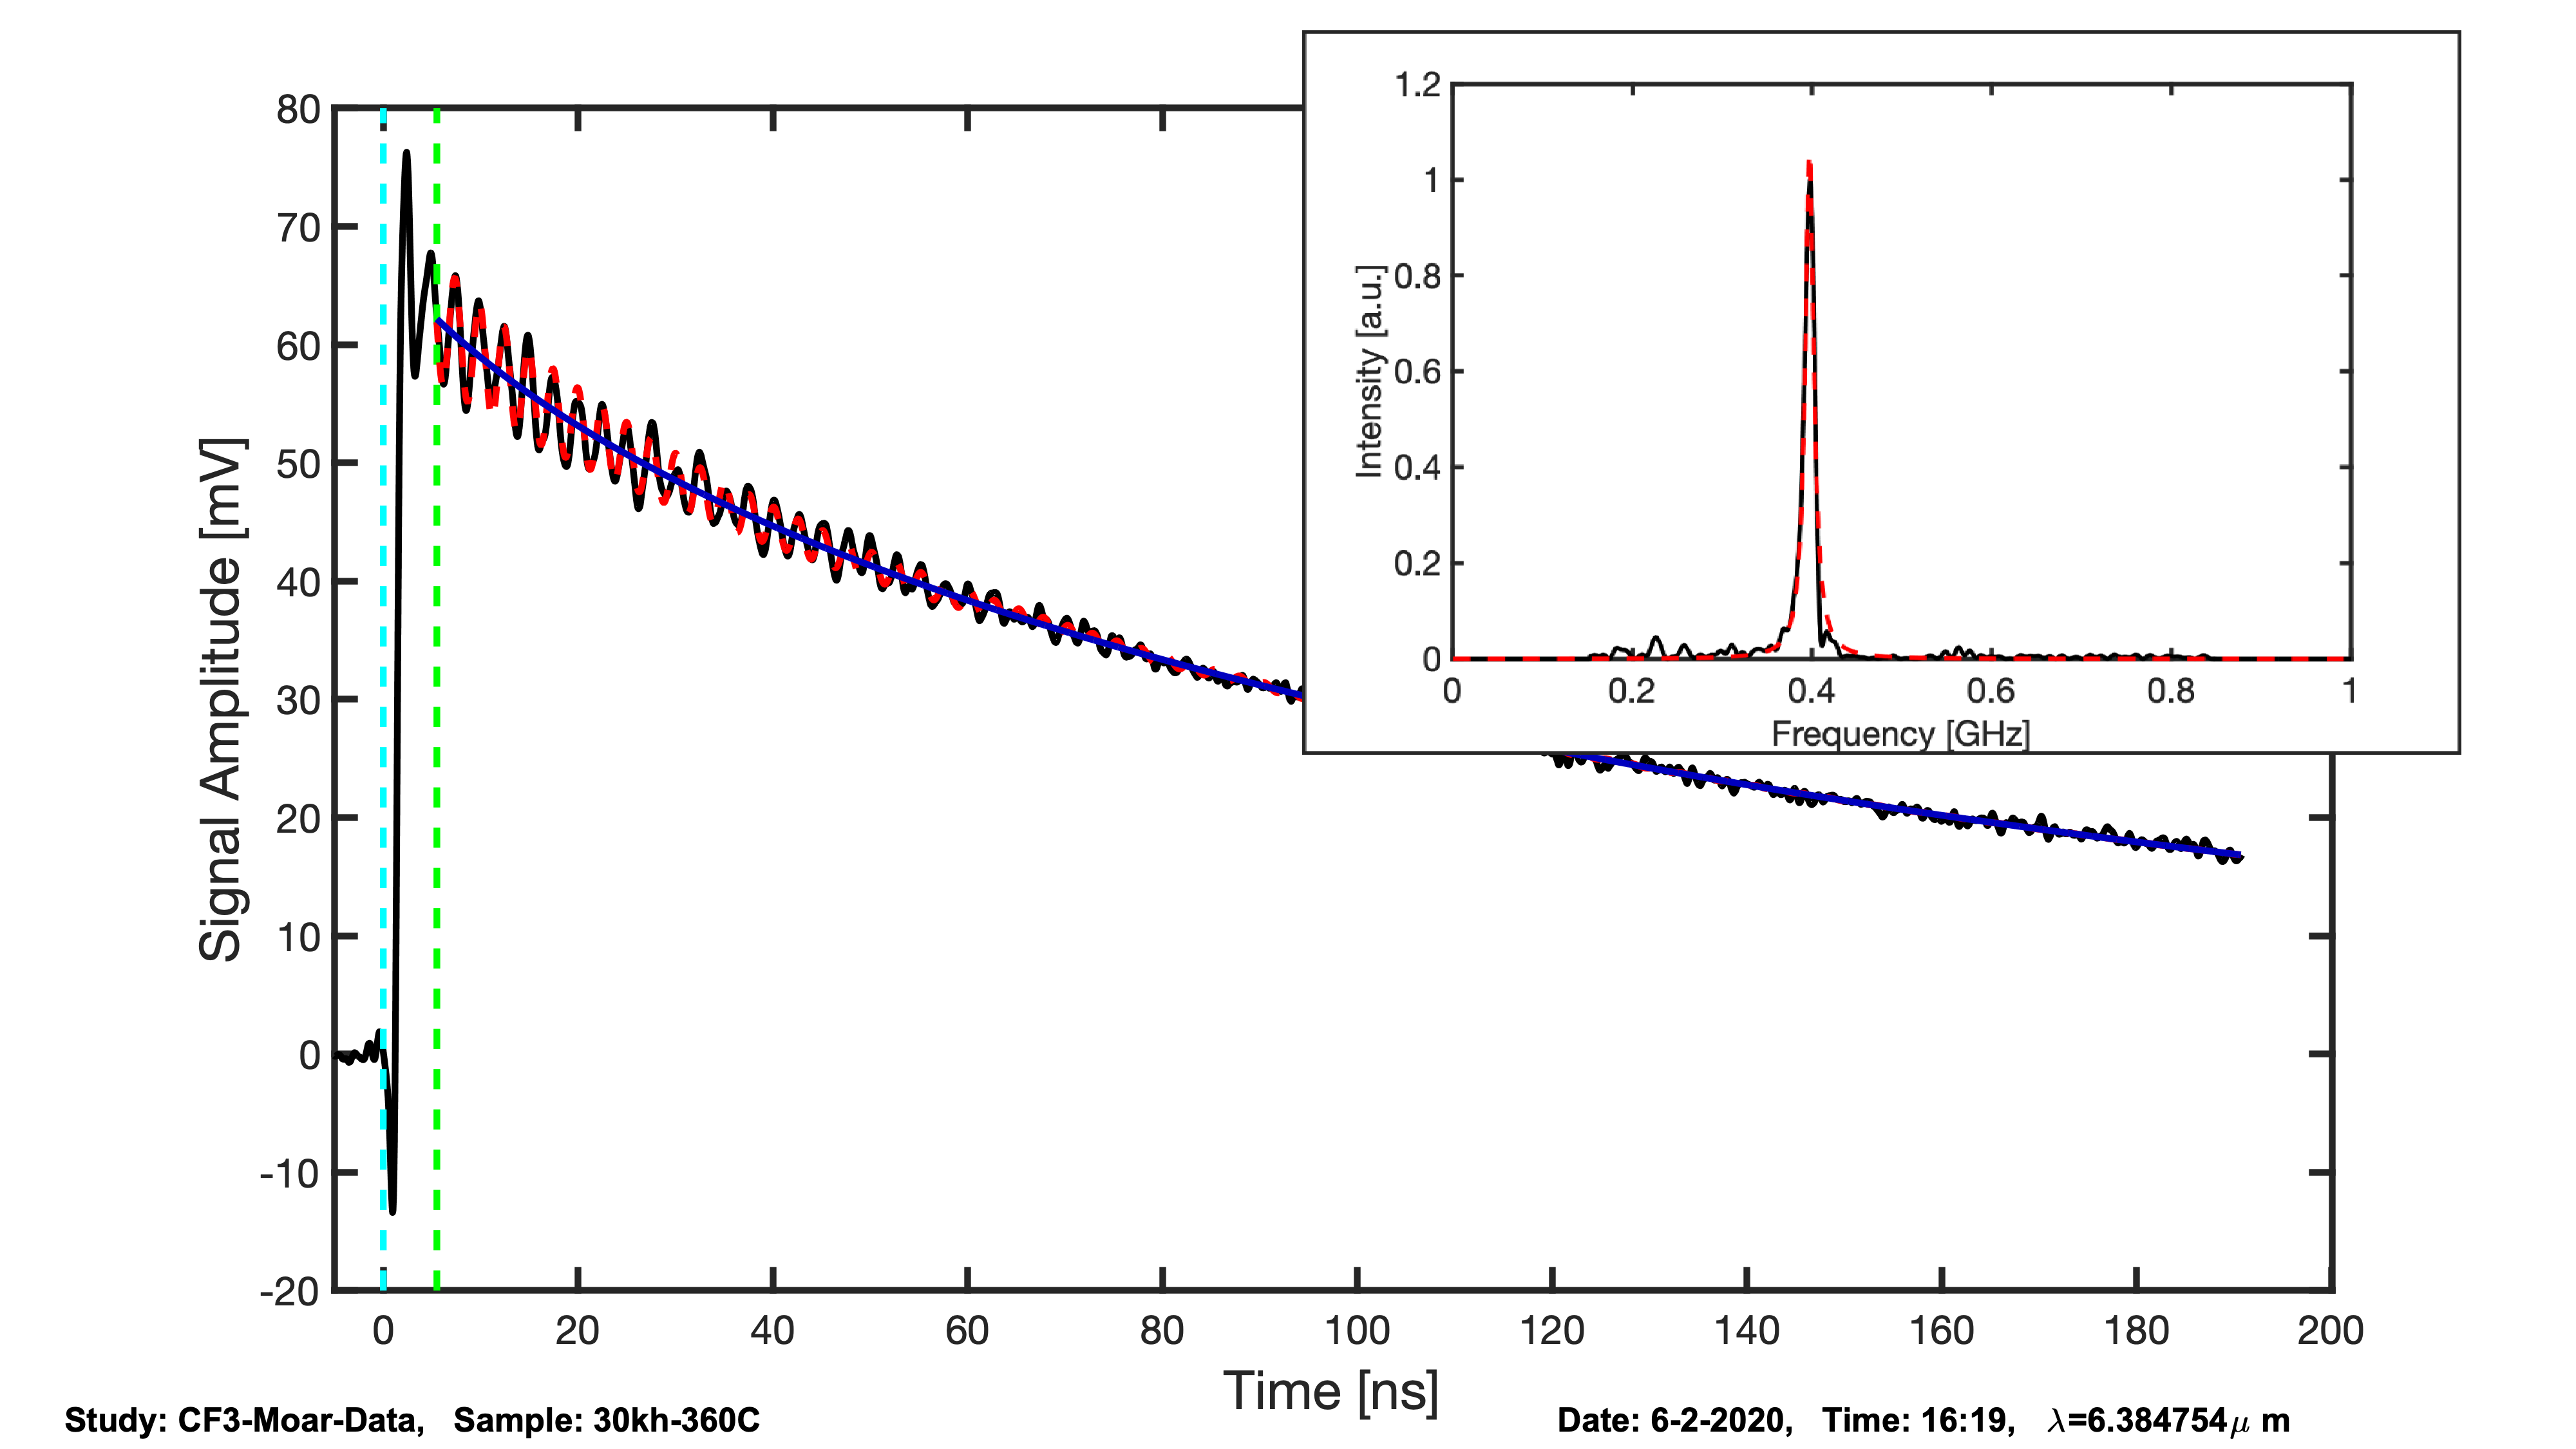 80
70
60
50
40
30
20
10
0
-10
-20
Signal Amplitude [mV]
0 20 40 60 80 100 120 140 160 180 200
Time [ns]
1.2
1
0.8
0.6
0.4
0.2
0
Intensity [a.u.]
0 0.2 0.4 0.6 0.8 1
Frequency [GHz]
Study: CF3-Moar-Data, Sample: 30kh-360C
Date: 6-2-2020, Time: 16:19, λ=6.384754μ m